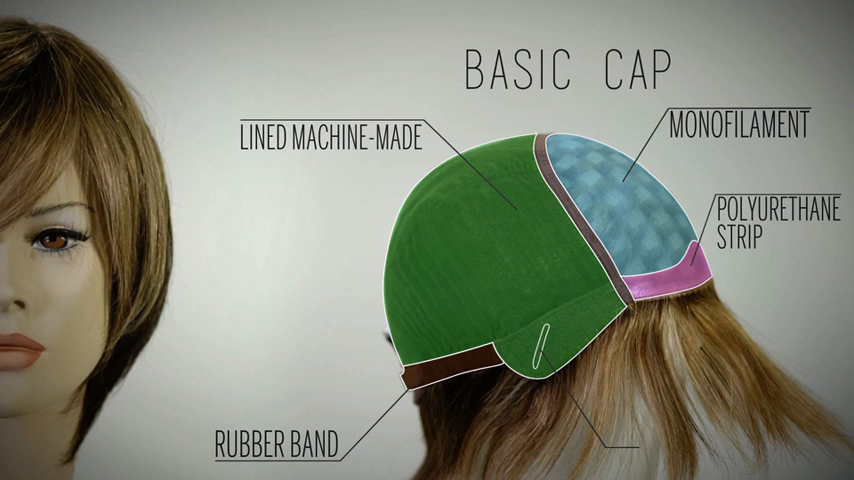 BASIC CAP
LINED MACHINE-MADE
MONOFILAMENT
POLYURETHANE
STRIP
RUBBER BAND